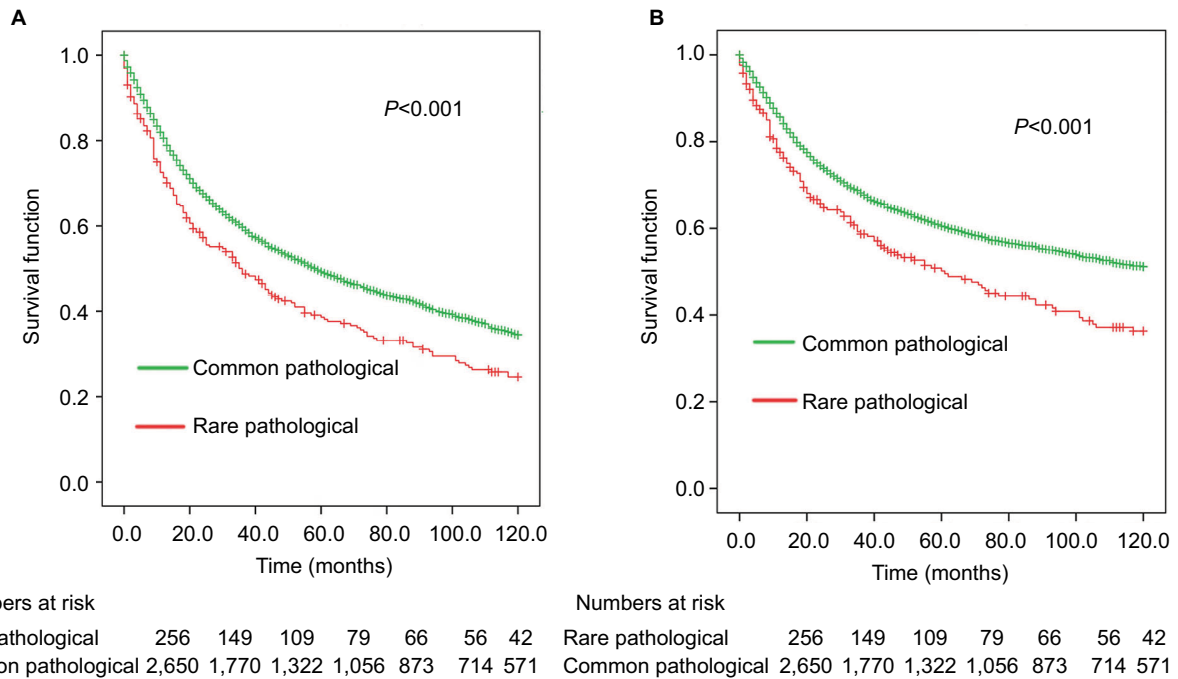 A
1.0
0.8
0.6
0.4
0.2
0.0
Survival function
P<0.001
Common pathological
Rare pathological
0.0 20.0 40.0 60.0 80.0 100.0 120.0
Time (months)
bers at risk
athological 256 149 109 79 66 56 42
on pathological 2,650 1,770 1,322 1,056 873 714 571
B
1.0
0.8
0.6
0.4
0.2
0.0
Survival function
P<0.001
Common pathological
Rare pathological
0.0 20.0 40.0 60.0 80.0 100.0 120.0
Time (months)
Numbers at risk
Rare pathological 256 149 109 79 66 56 42
Common pathological 2,650 1,770 1,322 1,056 873 714 571